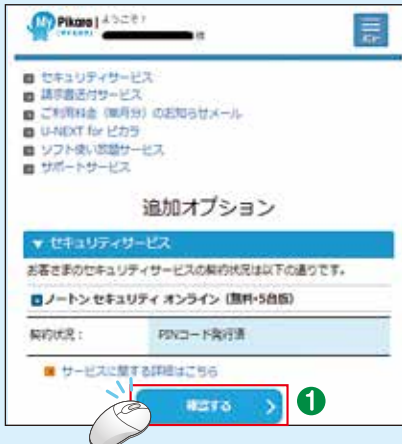 My Pikara ようこそ!
(マイピカラ)
様
セキュリティサービス
請求書送付サービス
ご利用料金(毎月分)のお知らせメール
U-NEXT for ピカラ
ソフト使い放題サービス
サポートサービス
追加オプション
▼ セキュリティサービス
お客さまのセキュリティサービスの契約状況は以下の通りです。
ノートン セキュリティ オンライン(無料・5台版)
契約状況: PINコード発行済
サービスに関する詳細はこちら
確認する
1